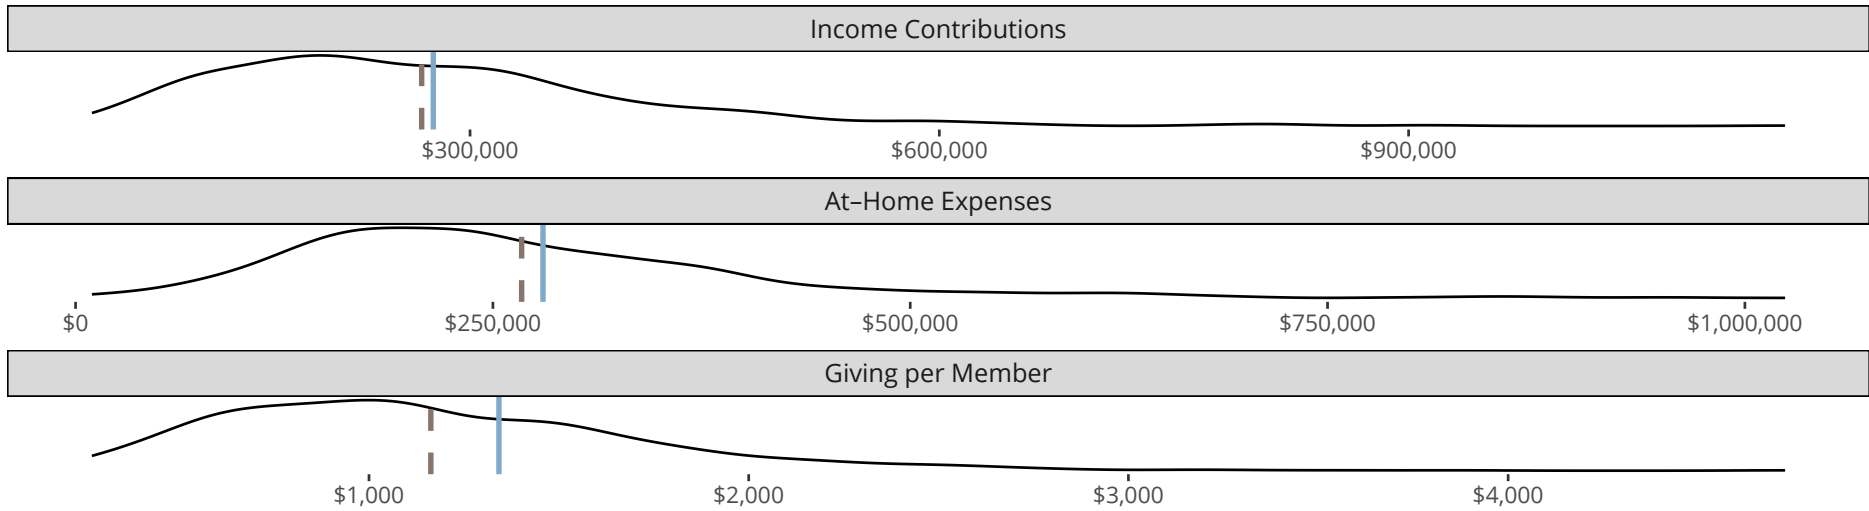 Income Contributions
$300,000 $600,000 $900,000
At–Home Expenses
$0 $250,000 $500,000 $750,000 $1,000,000
Giving per Member
$1,000 $2,000 $3,000 $4,000